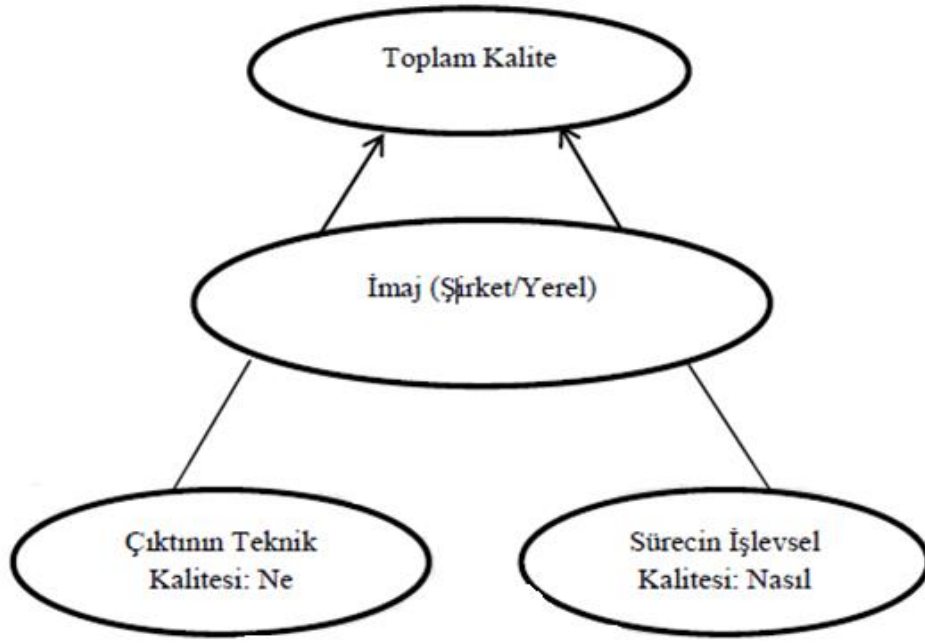 Toplam Kalite
İmaj (Şirket/Yerel)
Çıktının Teknik
Kalitesi: Ne
Sürecin İşlevsel
Kalitesi: Nasıl